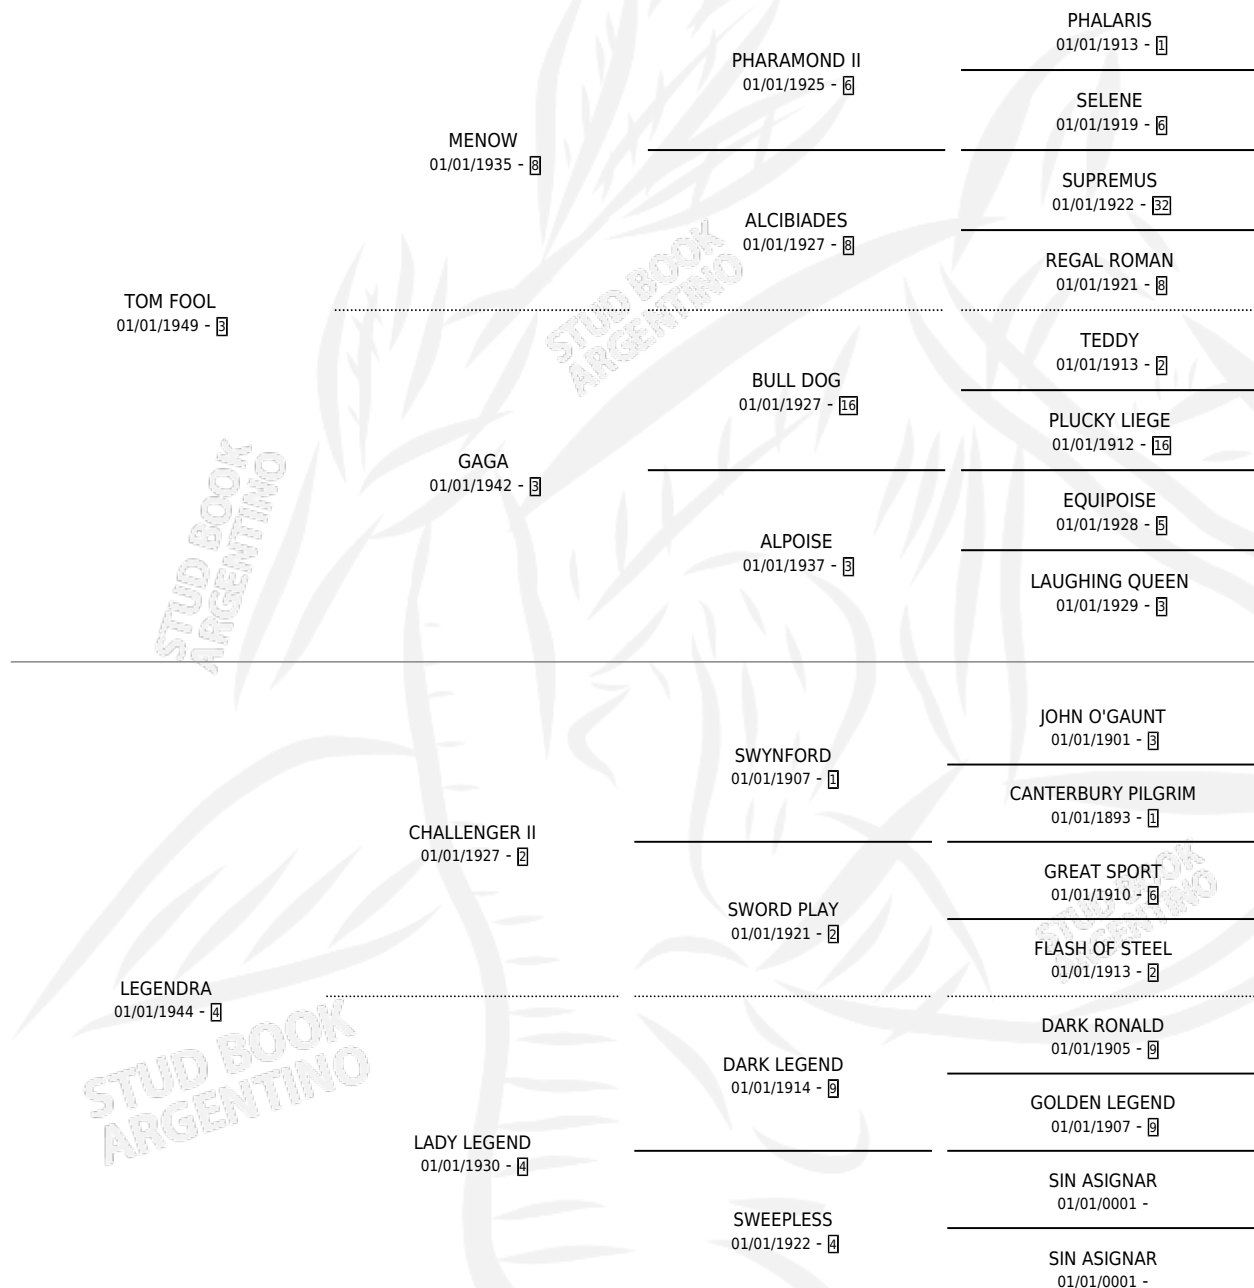 PHALARIS
01/01/1913 - 1
PHARAMOND II
01/01/1925 - 6
SELENE
01/01/1919 - 6
MENOW
01/01/1935 - 8
SUPREMUS
01/01/1922 - 32
ALCIBIADES
01/01/1927 - 8
REGAL ROMAN
01/01/1921 - 8
TOM FOOL
01/01/1949 - 3
TEDDY
01/01/1913 - 2
BULL DOG
01/01/1927 - 16
PLUCKY LIEGE
01/01/1912 - 16
GAGA
01/01/1942 - 3
EQUIPOISE
01/01/1928 - 5
ALPOISE
01/01/1937 - 3
LAUGHING QUEEN
01/01/1929 - 3
JOHN O'GAUNT
01/01/1901 - 3
SWYNFORD
01/01/1907 - 1
CANTERBURY PILGRIM
01/01/1893 - 1
CHALLENGER II
01/01/1927 - 2
GREAT SPORT
01/01/1910 - 6
SWORD PLAY
01/01/1921 - 2
FLASH OF STEEL
01/01/1913 - 2
LEGENDRA
01/01/1944 - 4
DARK RONALD
01/01/1905 - 9
DARK LEGEND
01/01/1914 - 9
GOLDEN LEGEND
01/01/1907 - 9
LADY LEGEND
01/01/1930 - 4
SIN ASIGNAR
01/01/0001 -
SWEEPLESS
01/01/1922 - 4
SIN ASIGNAR
01/01/0001 -
STUD BOOK
ARGENTINO
STUD BOOK
ARGENTINO
STUD BOOK
ARGENTINO
STUD BOOK
ARGENTINO